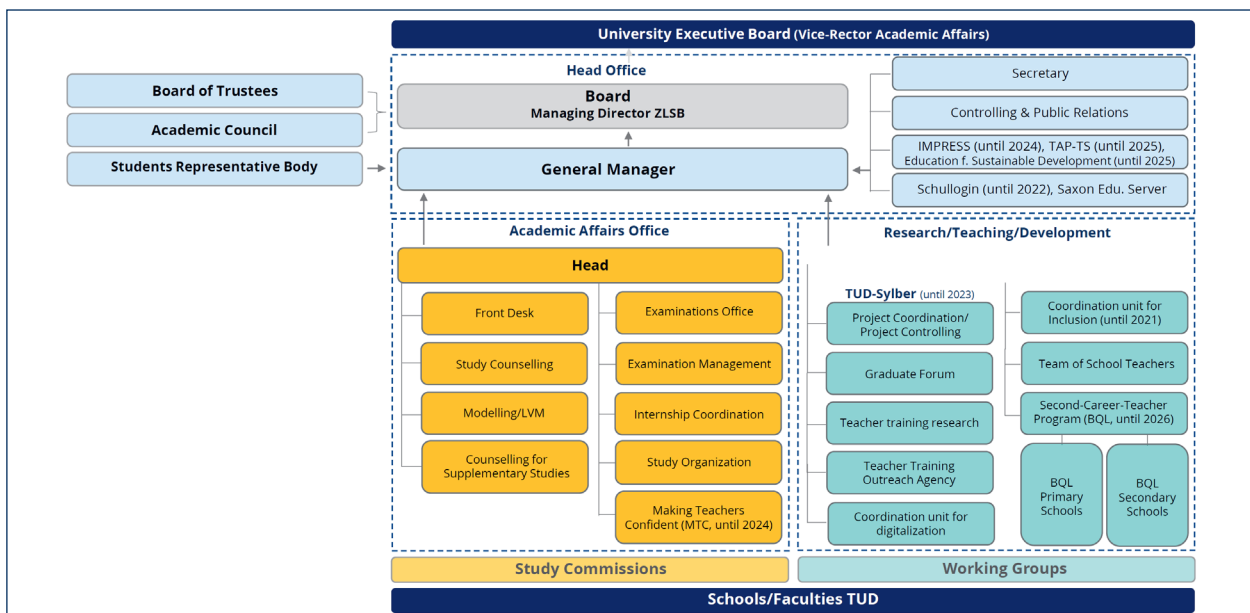 University Executive Board (Vice-Rector Academic Affairs)
Head Office
Board
Managing Director ZLSB
General Manager
Board of Trustees
Academic Council
Students Representative Body
Secretary
Controlling & Public Relations
IMPRESS (until 2024), TAP-TS (until 2025),
Education f. Sustainable Development (until 2025)
Schullogin (until 2022), Saxon Edu. Server
Academic Affairs Office
Head
Front Desk
Study Counselling
Modelling/LVM
Counselling for
Supplementary Studies
Examinations Office
Examination Management
Internship Coordination
Study Organization
Making Teachers
Confident (MTC, until 2024)
Research/Teaching/Development
TUD-Sylber (until 2023)
Project Coordination/
Project Controlling
Graduate Forum
Teacher training research
Teacher Training
Outreach Agency
Coordination unit for
digitalization
Coordination unit for
Inclusion (until 2021)
Team of School Teachers
Second-Career-Teacher
Program (BQL, until 2026)
BQL
Primary
Schools
BQL
Secondary
Schools
Study Commissions
Working Groups
Schools/Faculties TUD